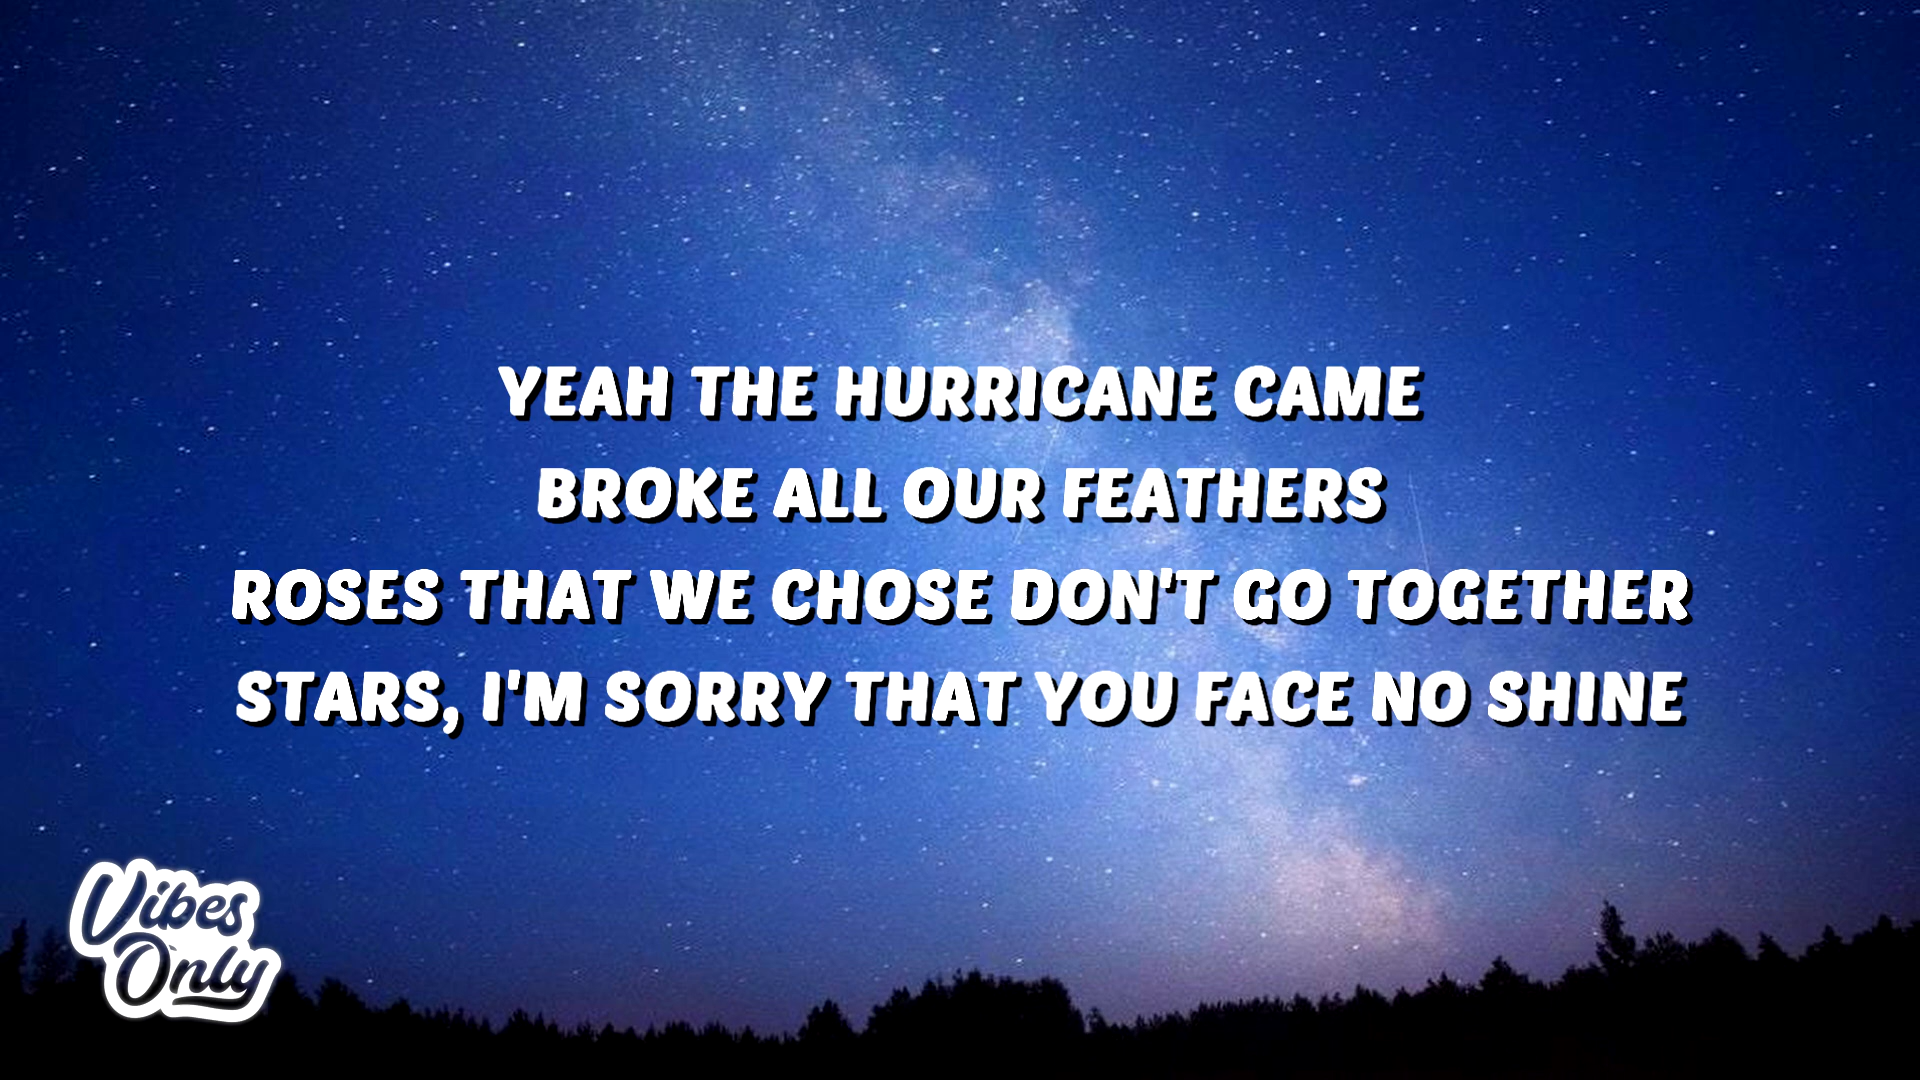 YEAH THE HURRICANE CAME
BROKE ALL OUR FEATHERS
ROSES THAT WE CHOSE DON'T GO TOGETHER
STARS, I'M SORRY THAT YOU FACE NO SHINE
Vibes
Only